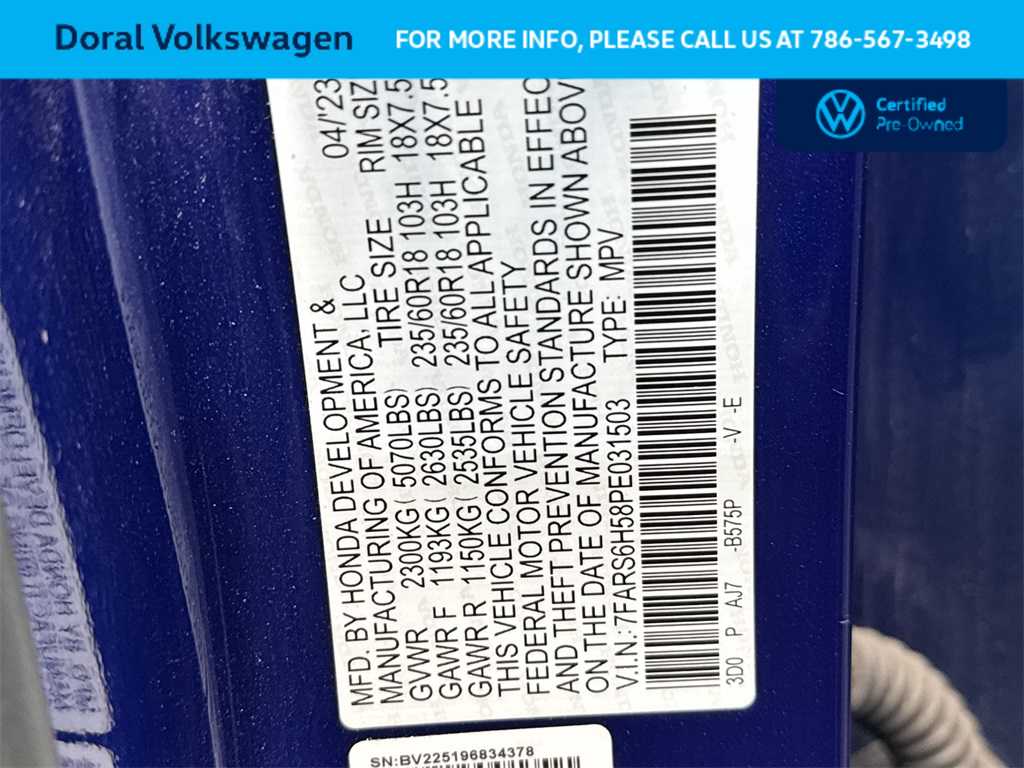 Doral Volkswagen
FOR MORE INFO, PLEASE CALL US AT 786-567-3498
Certified
Pre-Owned
MFD. BY HONDA DEVELOPMENT & 04/'23
MANUFACTURING OF AMERICA, LLC
TIRE SIZE RIM SIZ
GVWR 2300KG ( 5070LBS)
GAWR F 1193KG ( 2630LBS) 235/60R18 103H 18X7.5
GAWR R 1150KG ( 2535LBS) 235/60R18 103H 18X7.5
THIS VEHICLE CONFORMS TO ALL APPLICABLE
FEDERAL MOTOR VEHICLE SAFETY
AND THEFT PREVENTION STANDARDS IN EFFEC
ON THE DATE OF MANUFACTURE SHOWN ABOV
V.I.N.: 7FARS6H58PE031503 TYPE: MPV
3D0 P AJ7 -B575P -V -E
SN:BV225196834378